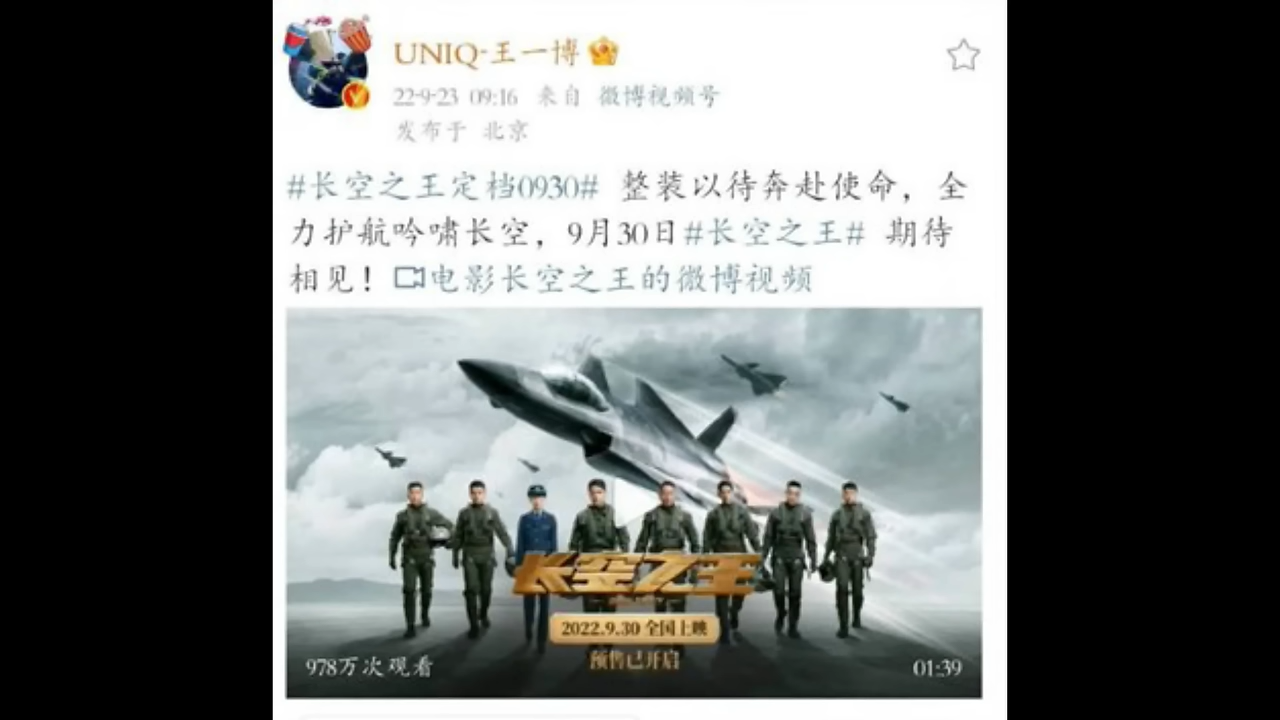 UNIQ-王一博
22-9-23 09:16 来自 微博视频号
发布于 北京
#长空之王定档0930# 整装以待奔赴使命，全
力护航吟啸长空，9月30日#长空之王# 期待
相见！电影长空之王的微博视频
长空之王
2022.9.30 全国上映
预售已开启
978万次观看
01:39